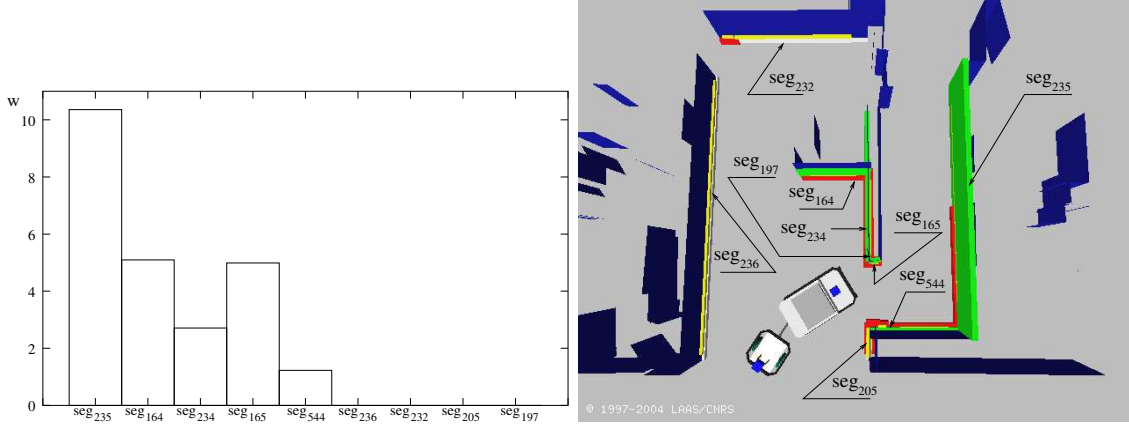 w
10
8
6
4
2
0
seg235 seg164 seg234 seg165 seg544 seg236 seg232 seg205 seg197
seg232
seg235
seg197
seg164
seg165
seg234
seg236
seg544
seg205
© 1997-2004 LAAS/CNRS